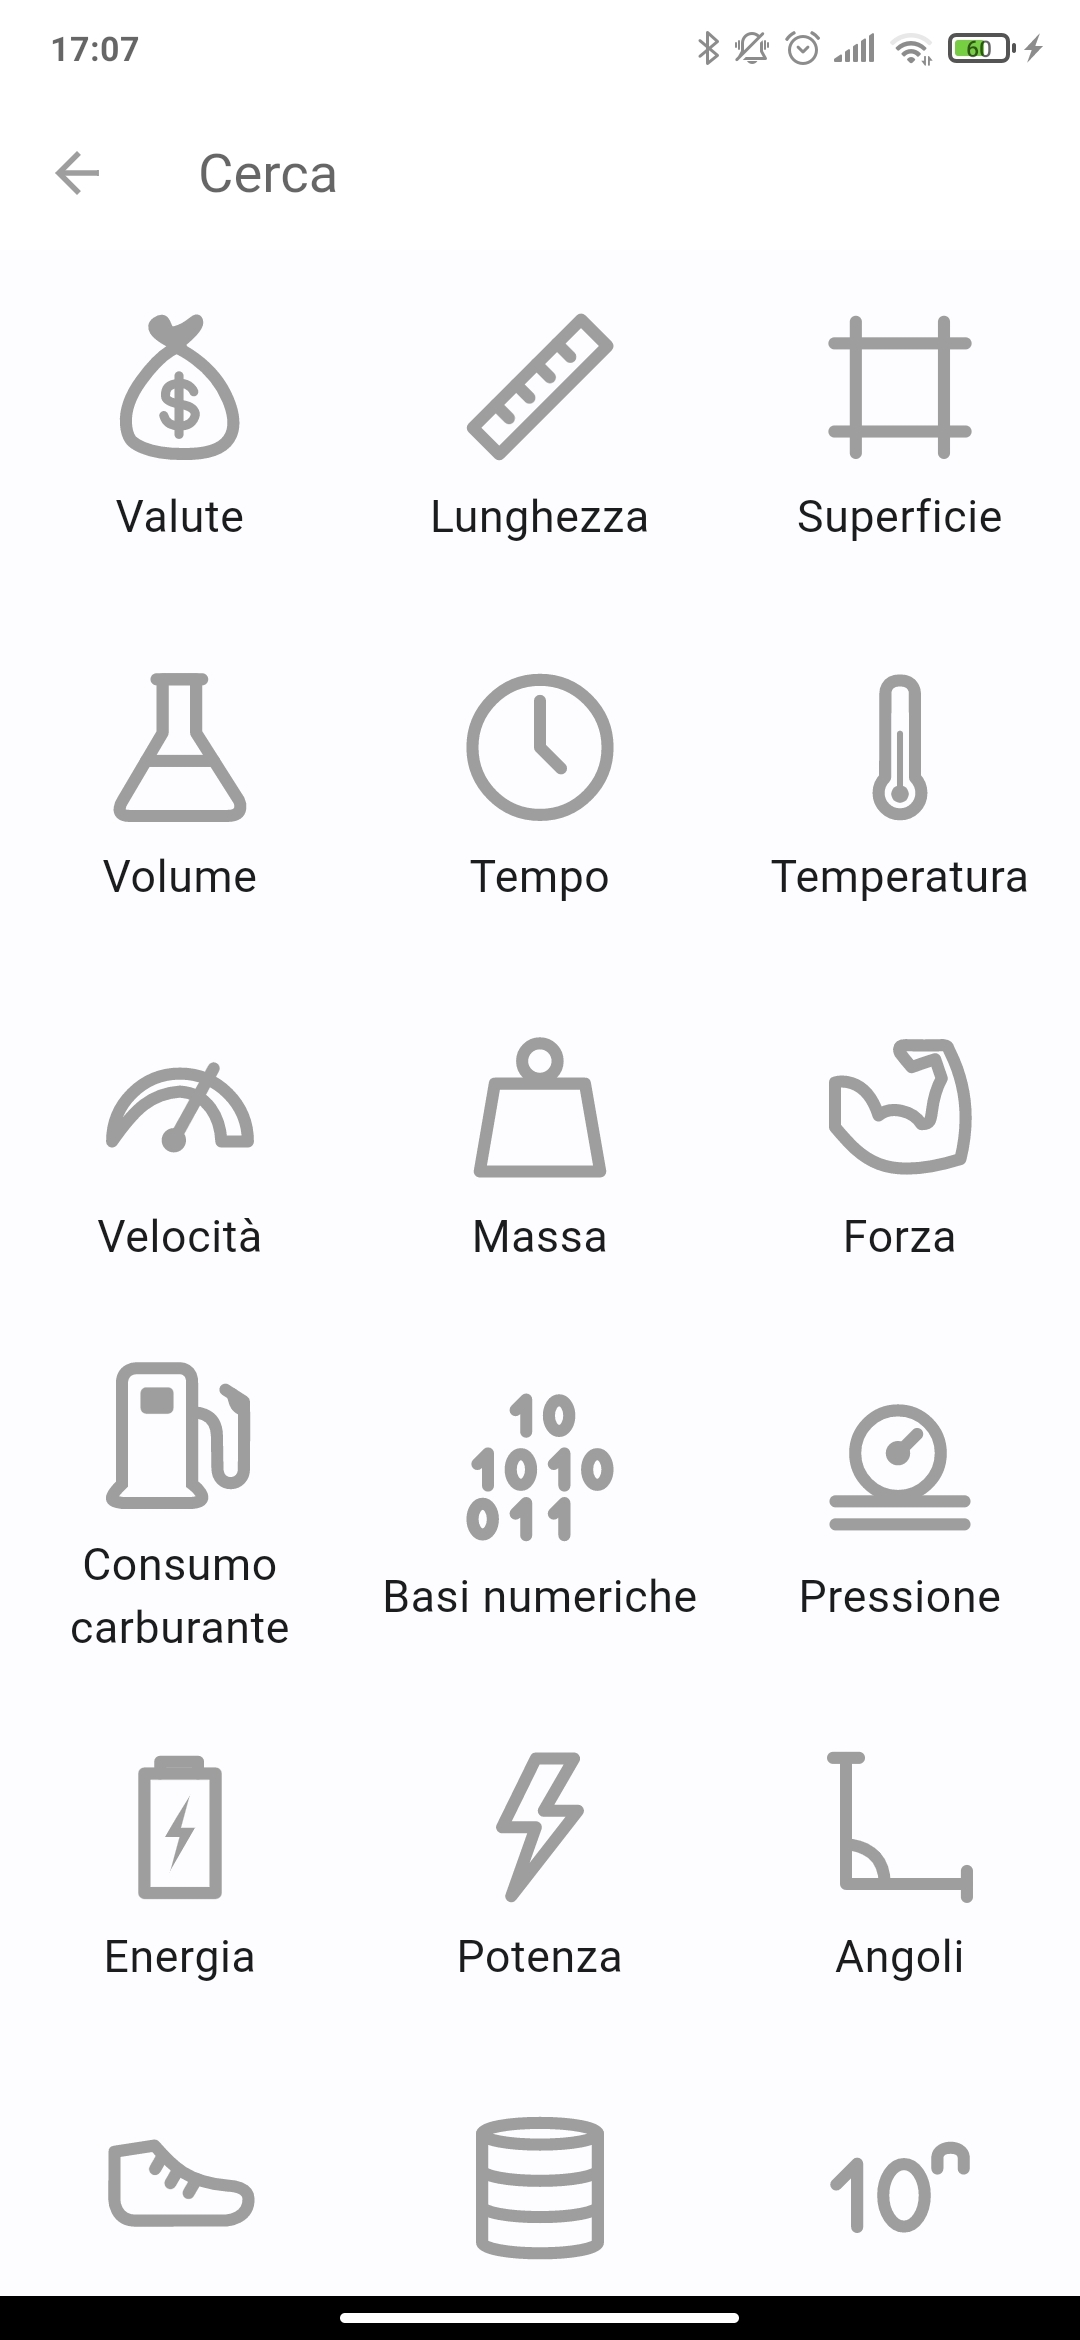 17:07
60
Cerca
$
Valute
Lunghezza
Superficie
Volume
Tempo
Temperatura
Velocità
Massa
Forza
10
1010
011
Consumo
carburante
Basi numeriche
Pressione
Energia
Potenza
Angoli
10ⁿ